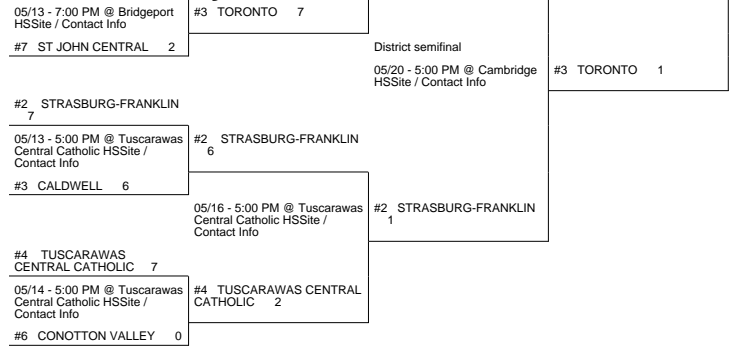 05/13 - 7:00 PM @ Bridgeport
HSSite / Contact Info
#3 TORONTO 7
#7 ST JOHN CENTRAL 2
District semifinal
05/20 - 5:00 PM @ Cambridge
HSSite / Contact Info
#3 TORONTO 1
#2 STRASBURG-FRANKLIN
7
05/13 - 5:00 PM @ Tuscarawas
Central Catholic HSSite /
Contact Info
#2 STRASBURG-FRANKLIN
6
#3 CALDWELL 6
05/16 - 5:00 PM @ Tuscarawas
Central Catholic HSSite /
Contact Info
#2 STRASBURG-FRANKLIN
1
#4 TUSCARAWAS
CENTRAL CATHOLIC 7
05/14 - 5:00 PM @ Tuscarawas
Central Catholic HSSite /
Contact Info
#4 TUSCARAWAS CENTRAL
CATHOLIC 2
#6 CONOTTON VALLEY 0